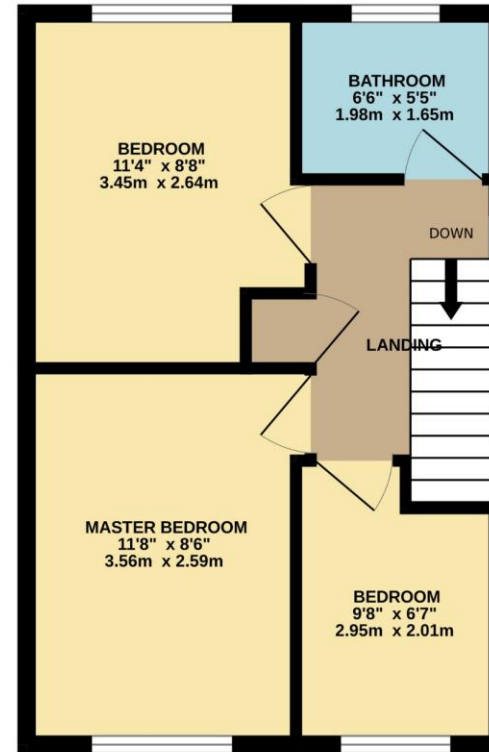 BATHROOM
6'6" x 5'5"
1.98m x 1.65m
BEDROOM
11'4" x 8'8"
3.45m x 2.64m
DOWN
LANDING
MASTER BEDROOM
11'8" x 8'6"
3.56m x 2.59m
BEDROOM
9'8" x 6'7"
2.95m x 2.01m